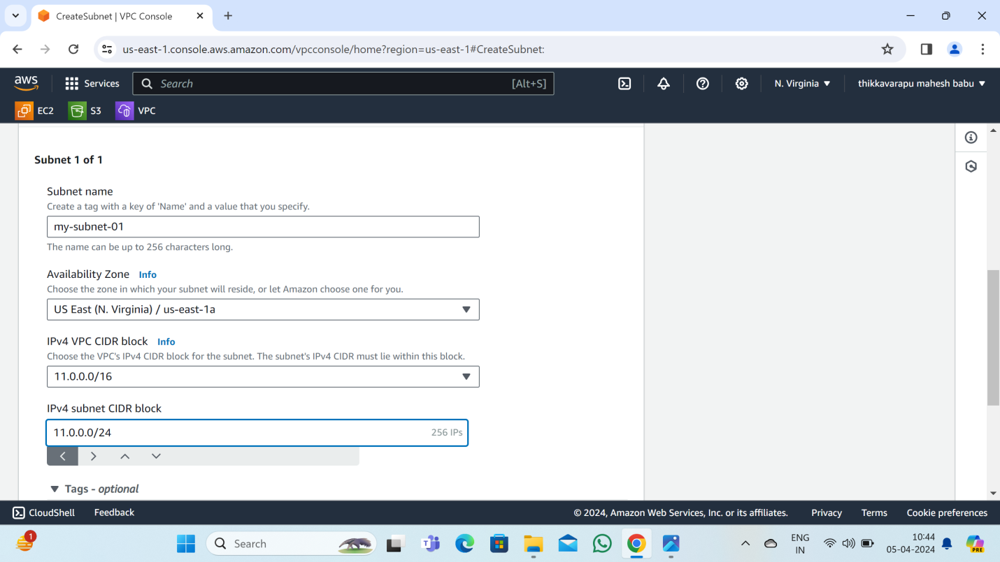 CreateSubnet | VPC Console
us-east-1.console.aws.amazon.com/vpcconsole/home?region=us-east-1#CreateSubnet:
aws
Services
Search
[Alt+S]
N. Virginia
thikkavarapu mahesh babu
EC2
S3
VPC
Subnet 1 of 1
Subnet name
Create a tag with a key of 'Name' and a value that you specify.
my-subnet-01
The name can be up to 256 characters long.
Availability Zone Info
Choose the zone in which your subnet will reside, or let Amazon choose one for you.
US East (N. Virginia) / us-east-1a
IPv4 VPC CIDR block Info
Choose the VPC's IPv4 CIDR block for the subnet. The subnet's IPv4 CIDR must lie within this block.
11.0.0.0/16
IPv4 subnet CIDR block
11.0.0.0/24
256 IPs
Tags - optional
CloudShell
Feedback
© 2024, Amazon Web Services, Inc. or its affiliates.
Privacy
Terms
Cookie preferences
1
Search
ENG
IN
10:44
05-04-2024
PRE